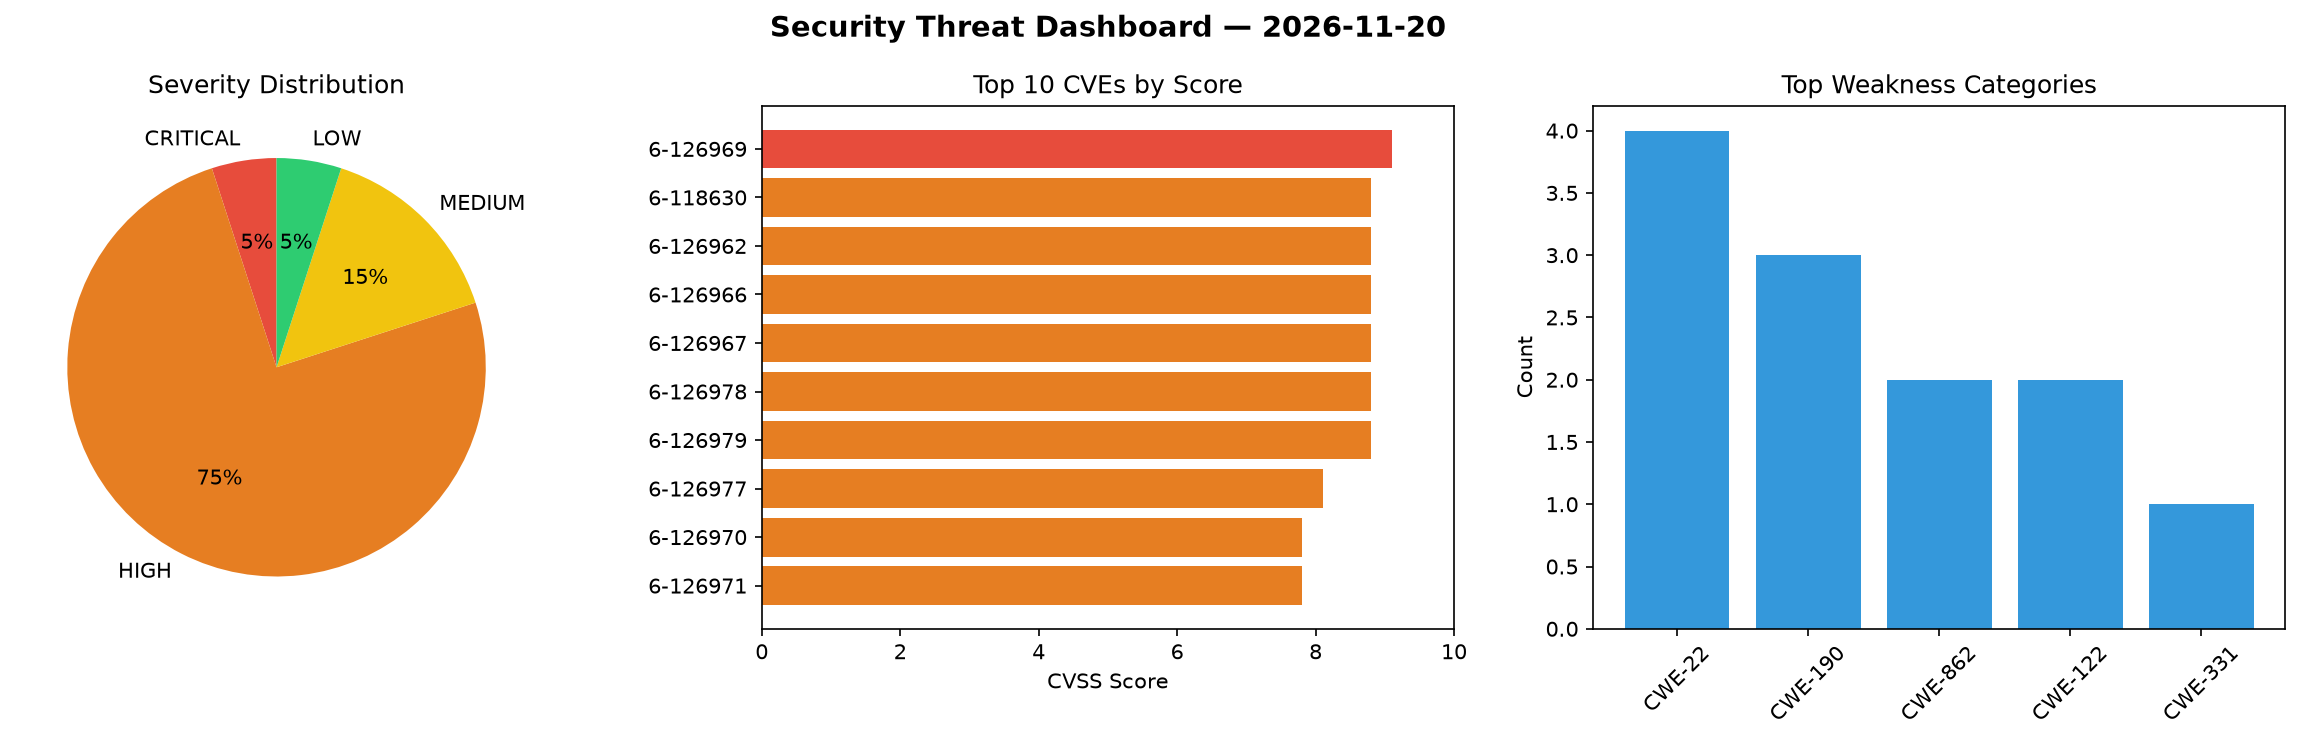 Security Threat Dashboard — 2026-11-20
Severity Distribution
CRITICAL
LOW
MEDIUM
HIGH
5%
5%
15%
75%
Top 10 CVEs by Score
6-126969
6-118630
6-126962
6-126966
6-126967
6-126978
6-126979
6-126977
6-126970
6-126971
0 2 4 6 8 10
CVSS Score
Top Weakness Categories
Count
4.0
3.5
3.0
2.5
2.0
1.5
1.0
0.5
0.0
CWE-22
CWE-190
CWE-862
CWE-122
CWE-331